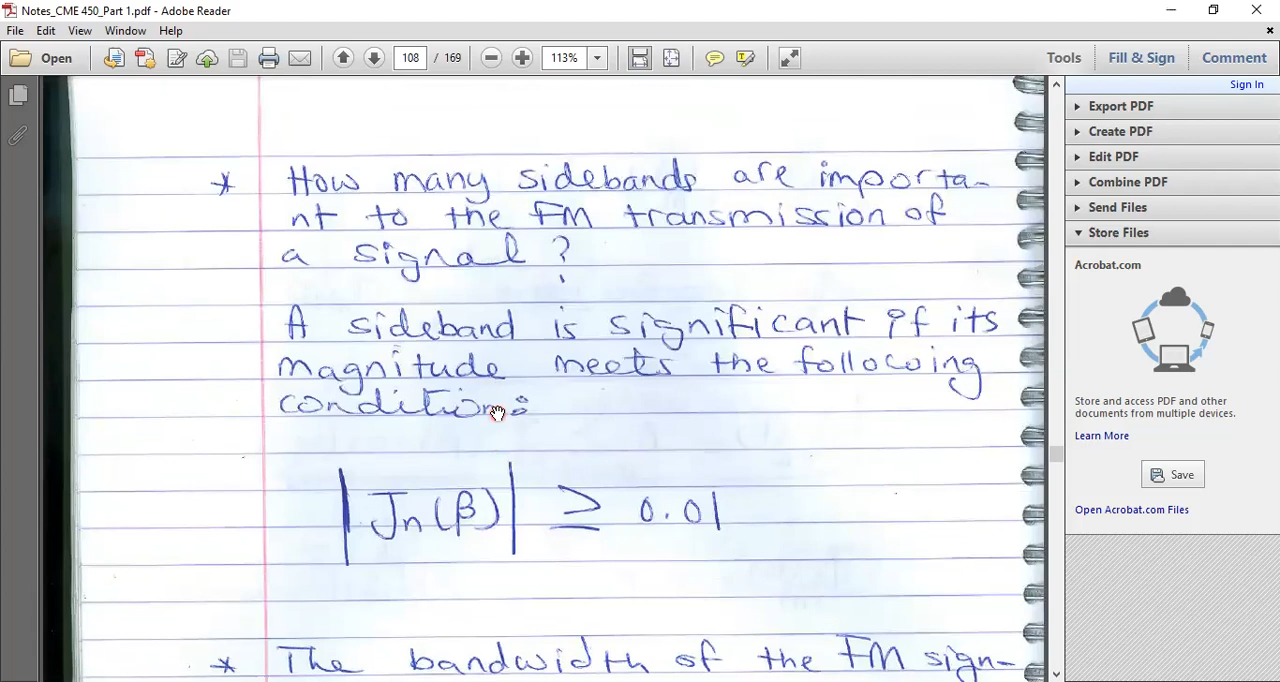 Notes_CME 450_Part 1.pdf - Adobe Reader
File Edit View Window Help
Open 108 / 169 113% Tools Fill & Sign Comment
Sign In
Export PDF
Create PDF
Edit PDF
Combine PDF
Send Files
Store Files
Acrobat.com
Store and access PDF and other
documents from multiple devices.
Learn More
Save
Open Acrobat.com Files
* How many sidebands are importa-
nt to the FM transmission of
a signal ?
A sideband is significant if its
magnitude meets the following
condition:
|Jn(β)| ≥ 0.01
* The bandwidth of the FM sign-